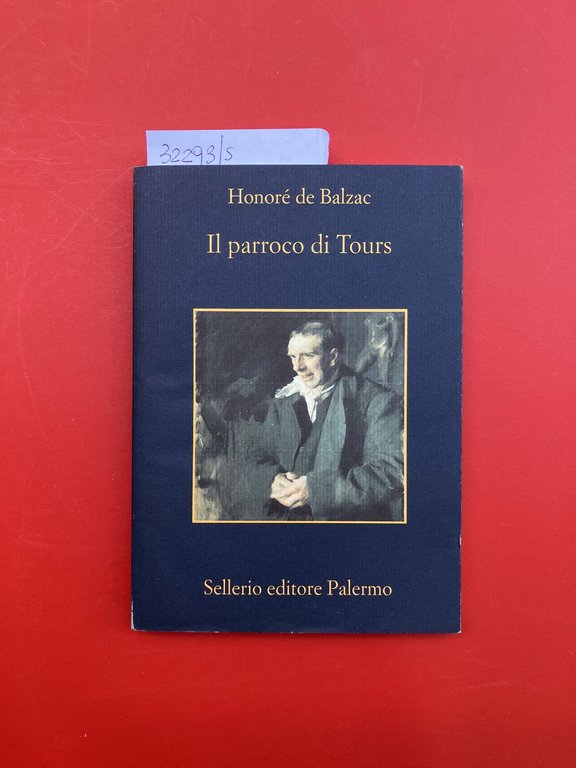 32293/s
Honoré de Balzac
Il parroco di Tours
Sellerio editore Palermo